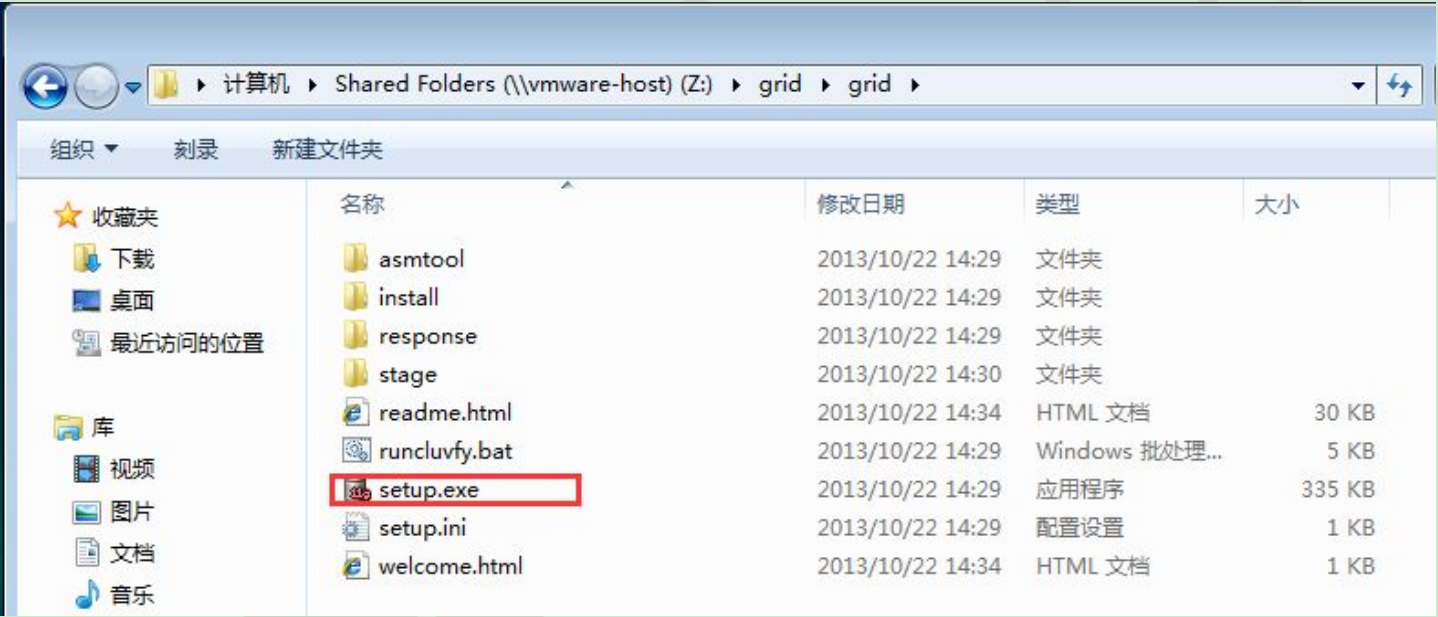 计算机 Shared Folders (\\vmware-host) (Z:) grid grid
组织 刻录 新建文件夹
名称 修改日期 类型 大小
收藏夹
下载
桌面
最近访问的位置
库
视频
图片
文档
音乐
asmtool 2013/10/22 14:29 文件夹
install 2013/10/22 14:29 文件夹
response 2013/10/22 14:29 文件夹
stage 2013/10/22 14:30 文件夹
readme.html 2013/10/22 14:34 HTML 文档 30 KB
runcluvfy.bat 2013/10/22 14:29 Windows 批处理... 5 KB
setup.exe 2013/10/22 14:29 应用程序 335 KB
setup.ini 2013/10/22 14:29 配置设置 1 KB
welcome.html 2013/10/22 14:34 HTML 文档 1 KB